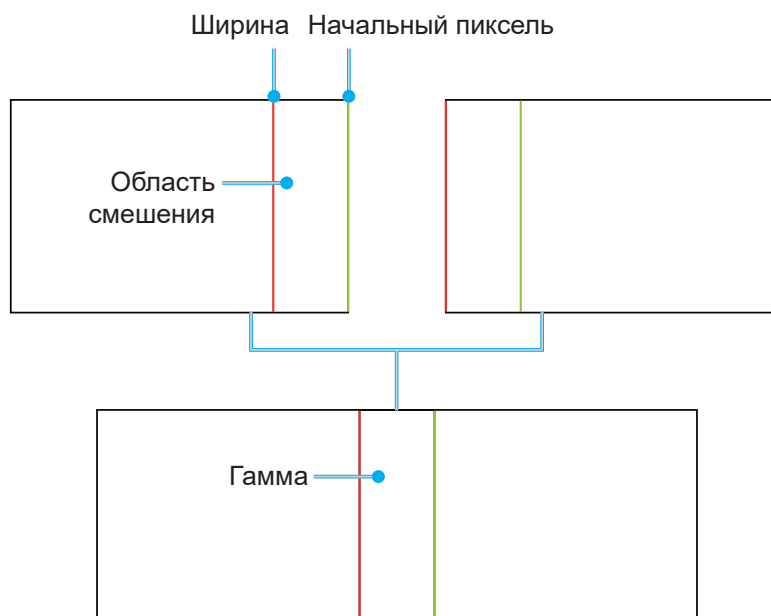 Ширина
Начальный пиксель
Область
смешения
Гамма